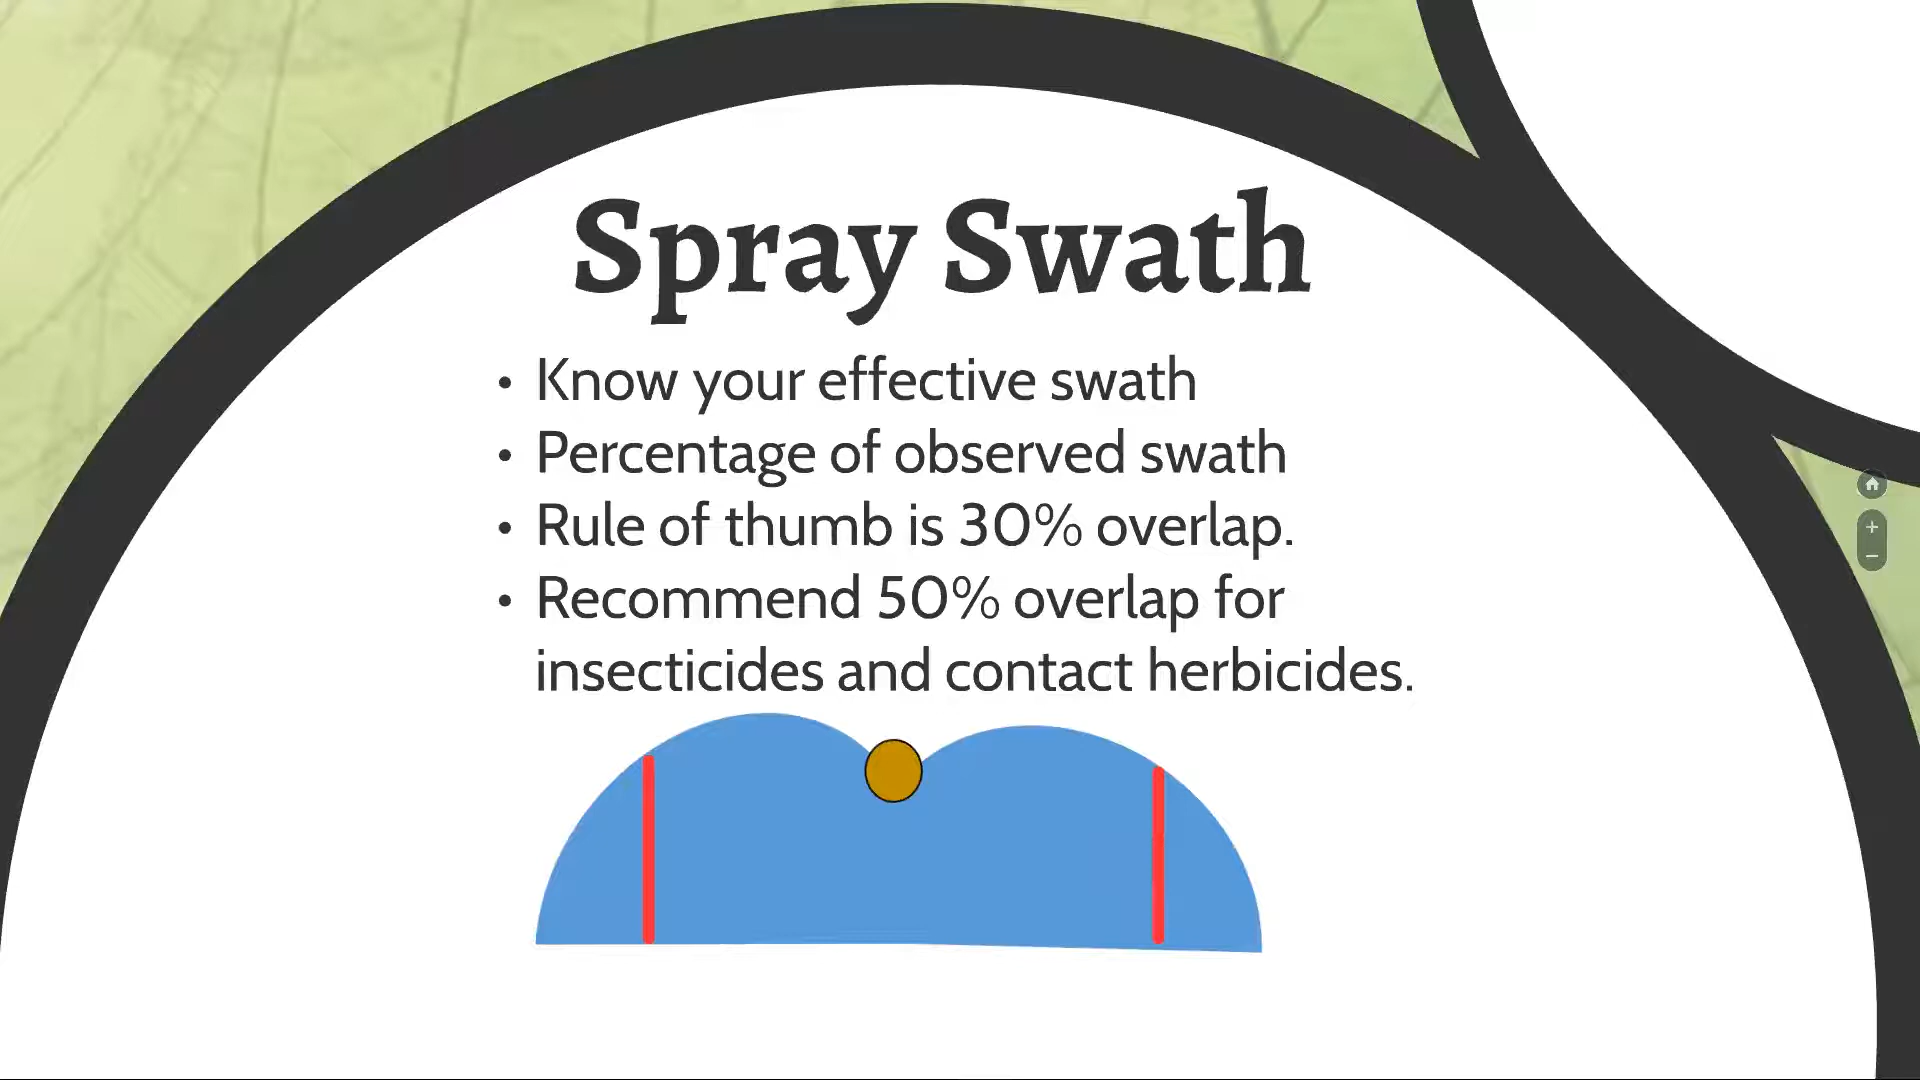 Spray Swath
• Know your effective swath
• Percentage of observed swath
• Rule of thumb is 30% overlap.
• Recommend 50% overlap for
insecticides and contact herbicides.